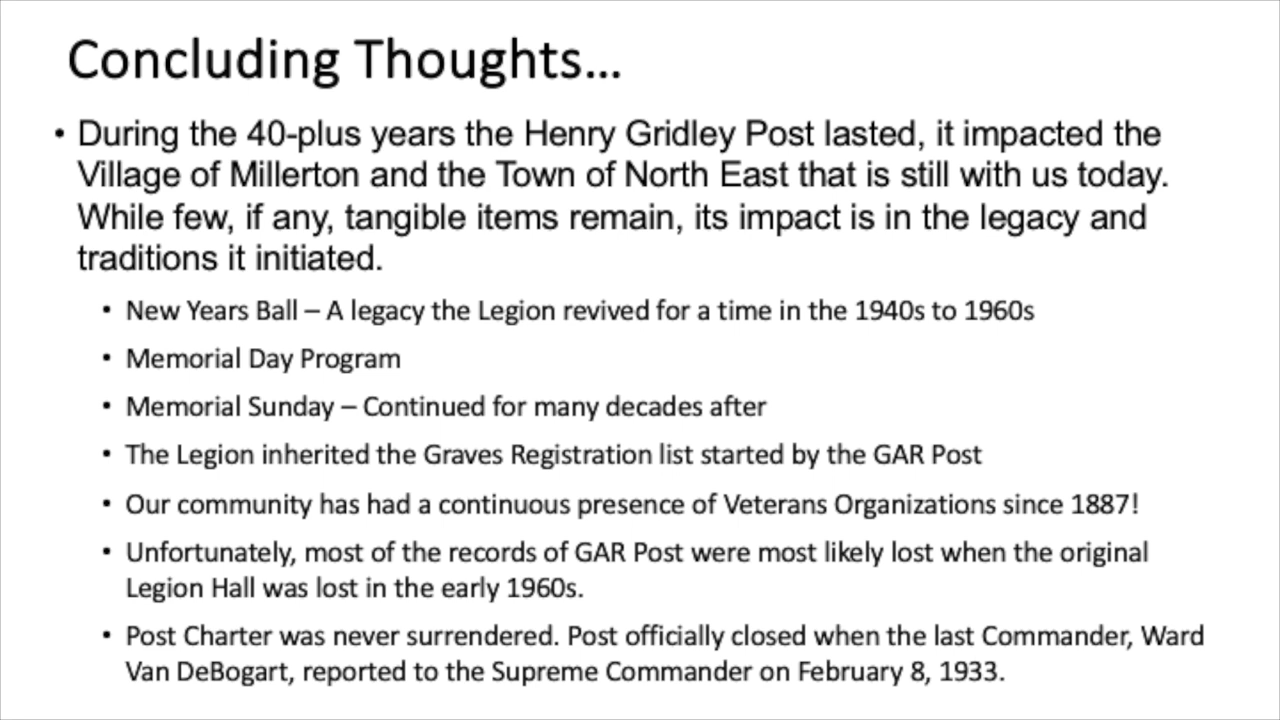 Concluding Thoughts…
• During the 40-plus years the Henry Gridley Post lasted, it impacted the
Village of Millerton and the Town of North East that is still with us today.
While few, if any, tangible items remain, its impact is in the legacy and
traditions it initiated.
• New Years Ball – A legacy the Legion revived for a time in the 1940s to 1960s
• Memorial Day Program
• Memorial Sunday – Continued for many decades after
• The Legion inherited the Graves Registration list started by the GAR Post
• Our community has had a continuous presence of Veterans Organizations since 1887!
• Unfortunately, most of the records of GAR Post were most likely lost when the original
Legion Hall was lost in the early 1960s.
• Post Charter was never surrendered. Post officially closed when the last Commander, Ward
Van DeBogart, reported to the Supreme Commander on February 8, 1933.